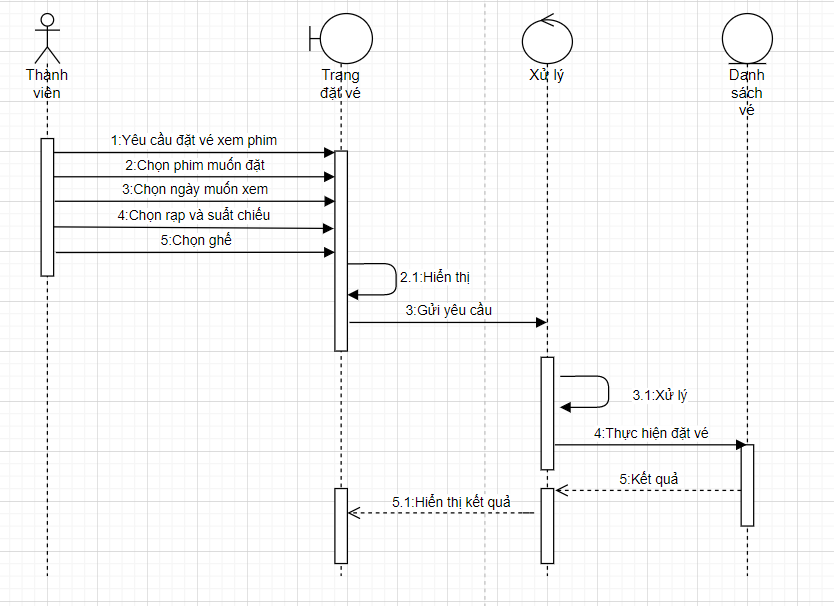 Thành
viên
Trang
đặt vé
Xử lý
Danh
sách
vé
1:Yêu cầu đặt vé xem phim
2:Chọn phim muốn đặt
3:Chọn ngày muốn xem
4:Chọn rạp và suất chiếu
5:Chọn ghế
2.1:Hiển thị
3:Gửi yêu cầu
3.1:Xử lý
4:Thực hiện đặt vé
5:Kết quả
5.1:Hiển thị kết quả